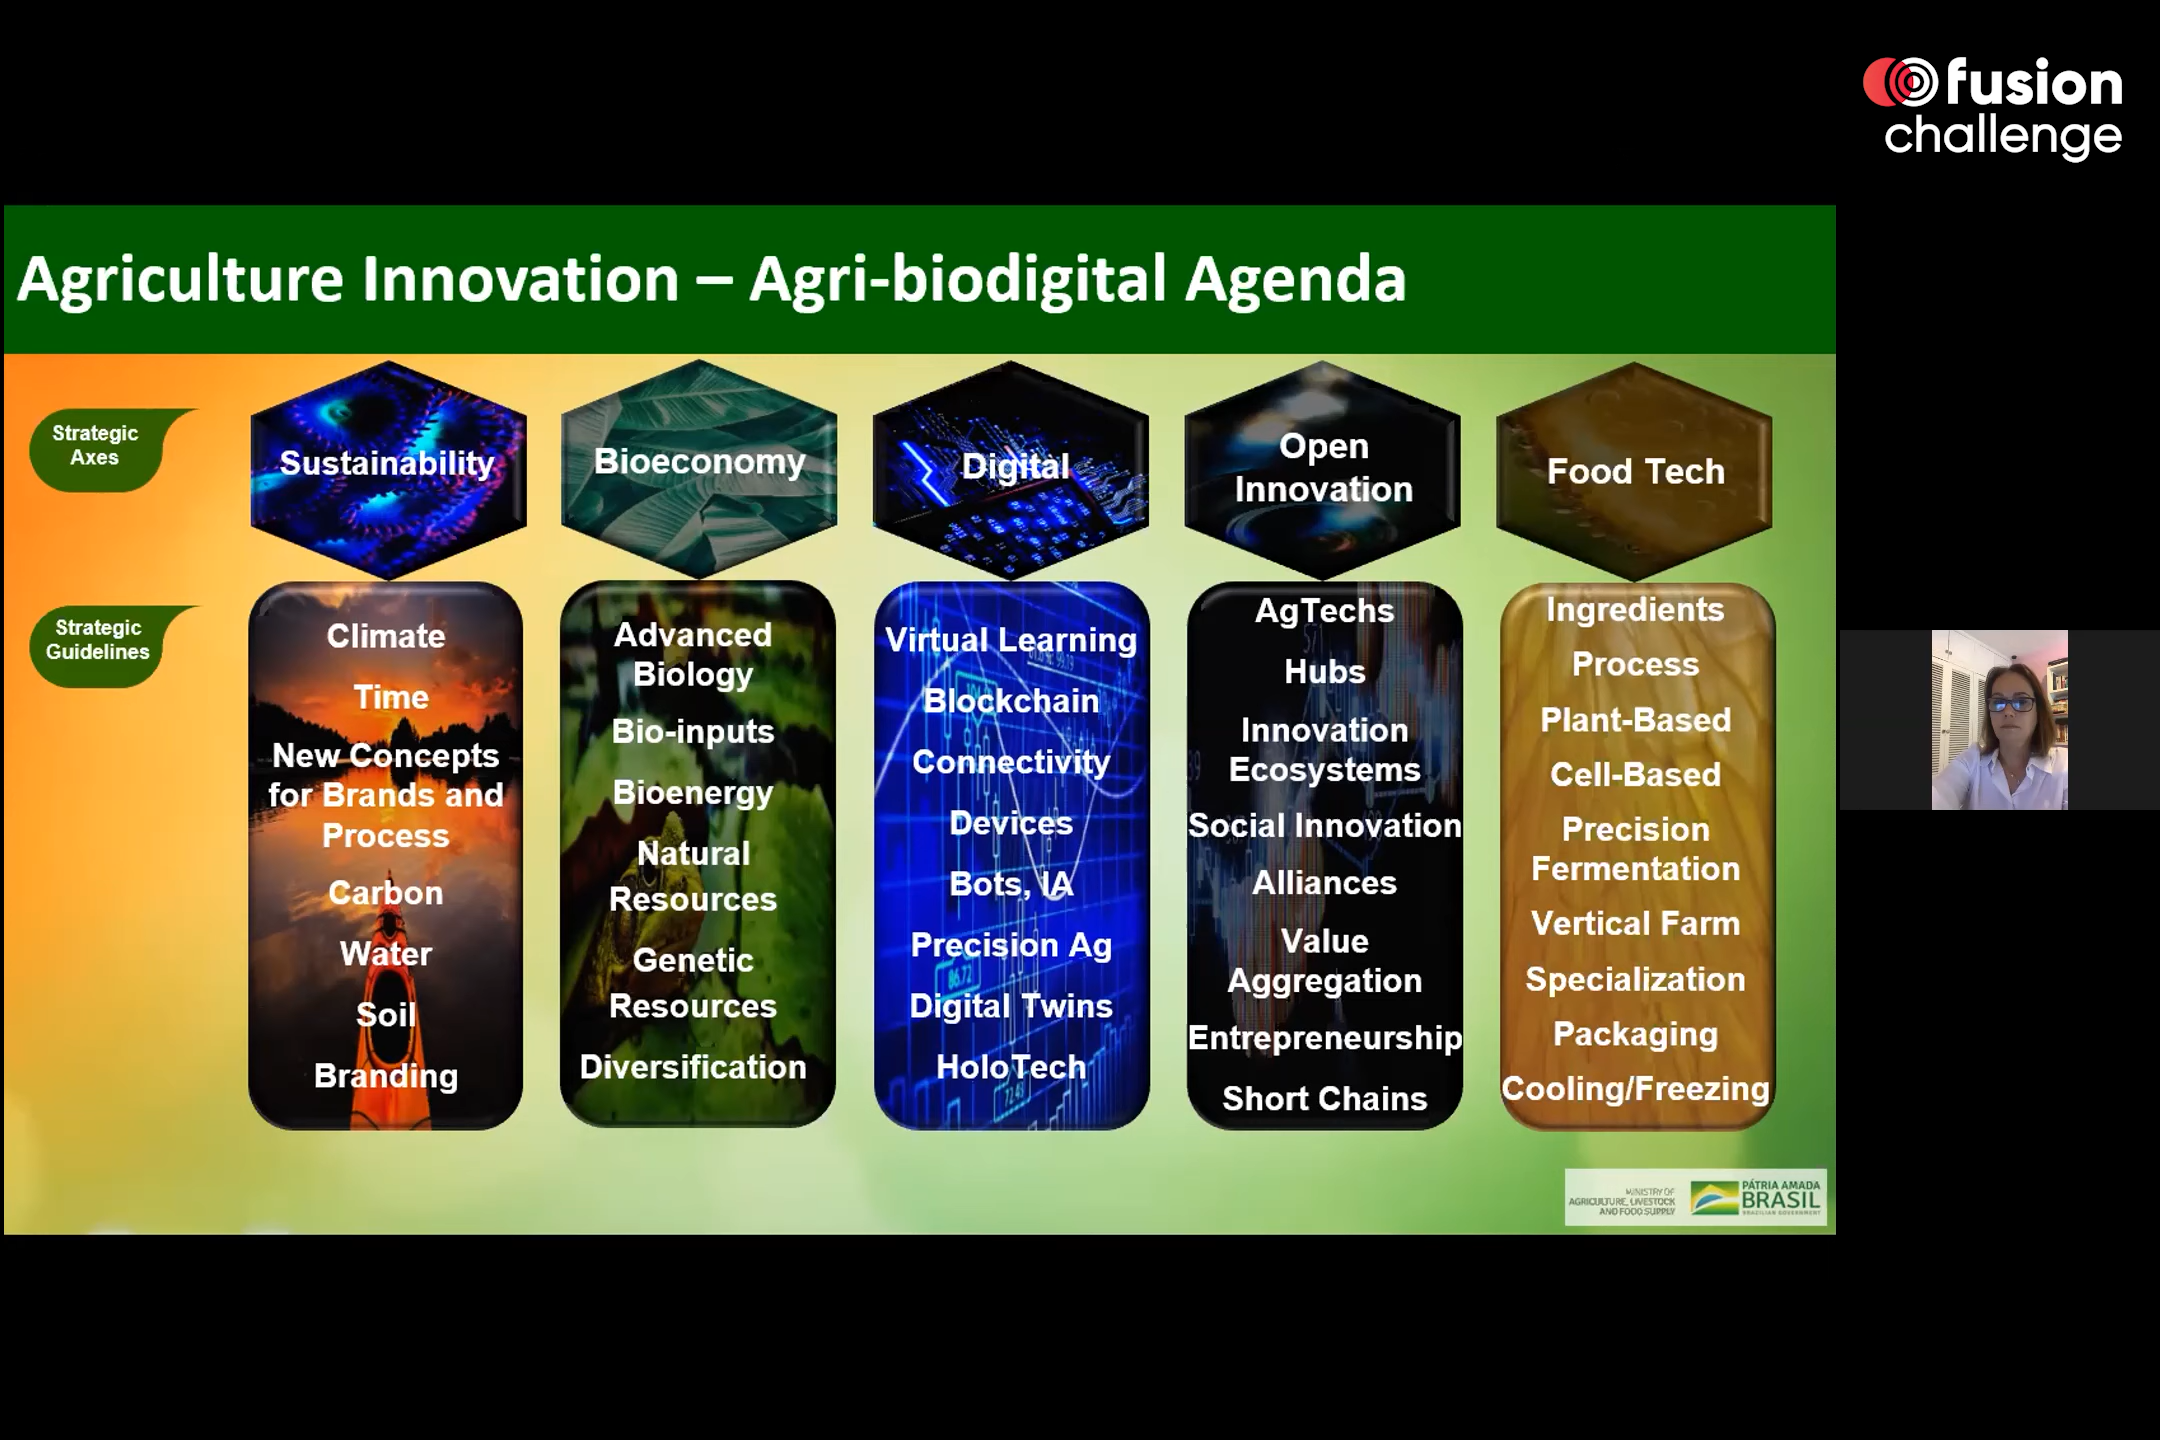 fusion
challenge
Agriculture Innovation – Agri-biodigital Agenda
Strategic
Axes
Sustainability
Bioeconomy
Digital
Open
Innovation
Food Tech
Strategic
Guidelines
Climate
Time
New Concepts
for Brands and
Process
Carbon
Water
Soil
Branding
Advanced
Biology
Bio-inputs
Bioenergy
Natural
Resources
Genetic
Resources
Diversification
Virtual Learning
Blockchain
Connectivity
Devices
Bots, IA
Precision Ag
Digital Twins
HoloTech
AgTechs
Hubs
Innovation
Ecosystems
Social Innovation
Alliances
Value
Aggregation
Entrepreneurship
Short Chains
Ingredients
Process
Plant-Based
Cell-Based
Precision
Fermentation
Vertical Farm
Specialization
Packaging
Cooling/Freezing
86.72
MINISTRY OF
AGRICULTURE, LIVESTOCK
AND FOOD SUPPLY
PÁTRIA AMADA
BRASIL
BRAZILIAN GOVERNMENT